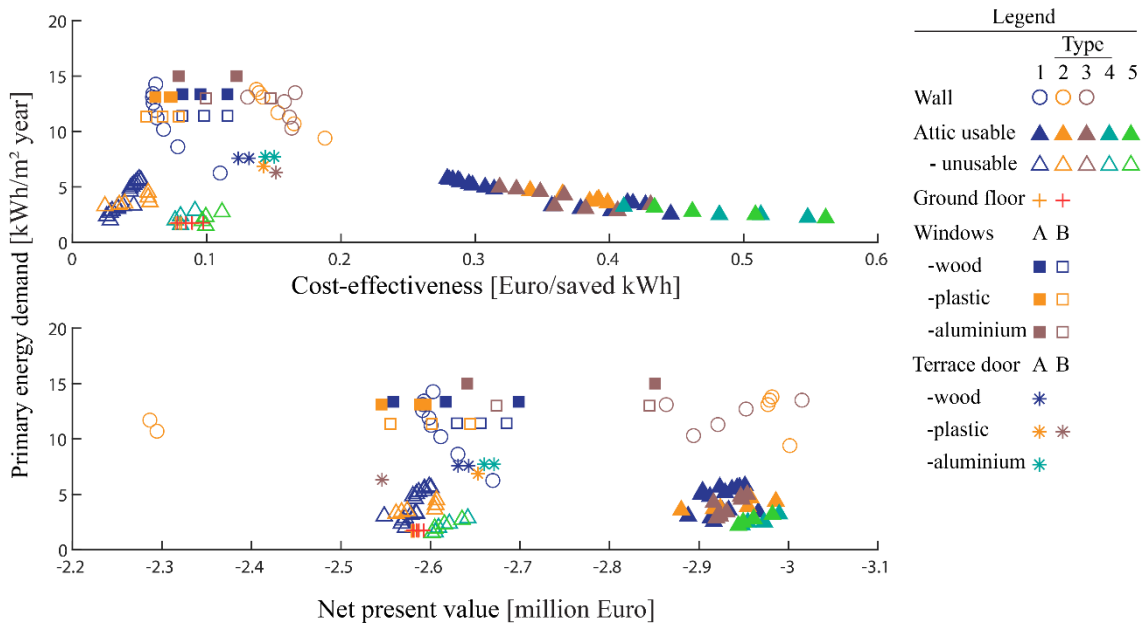 Primary energy demand [kWh/m² year]
20
15
10
5
0
0 0.1 0.2 0.3 0.4 0.5 0.6
Cost-effectiveness [Euro/saved kWh]
20
15
10
5
0
-2.2 -2.3 -2.4 -2.5 -2.6 -2.7 -2.8 -2.9 -3 -3.1
Net present value [million Euro]
Legend
Type
1 2 3 4 5
Wall
Attic usable
- unusable
Ground floor
Windows A B
-wood
-plastic
-aluminium
Terrace door A B
-wood
-plastic
-aluminium